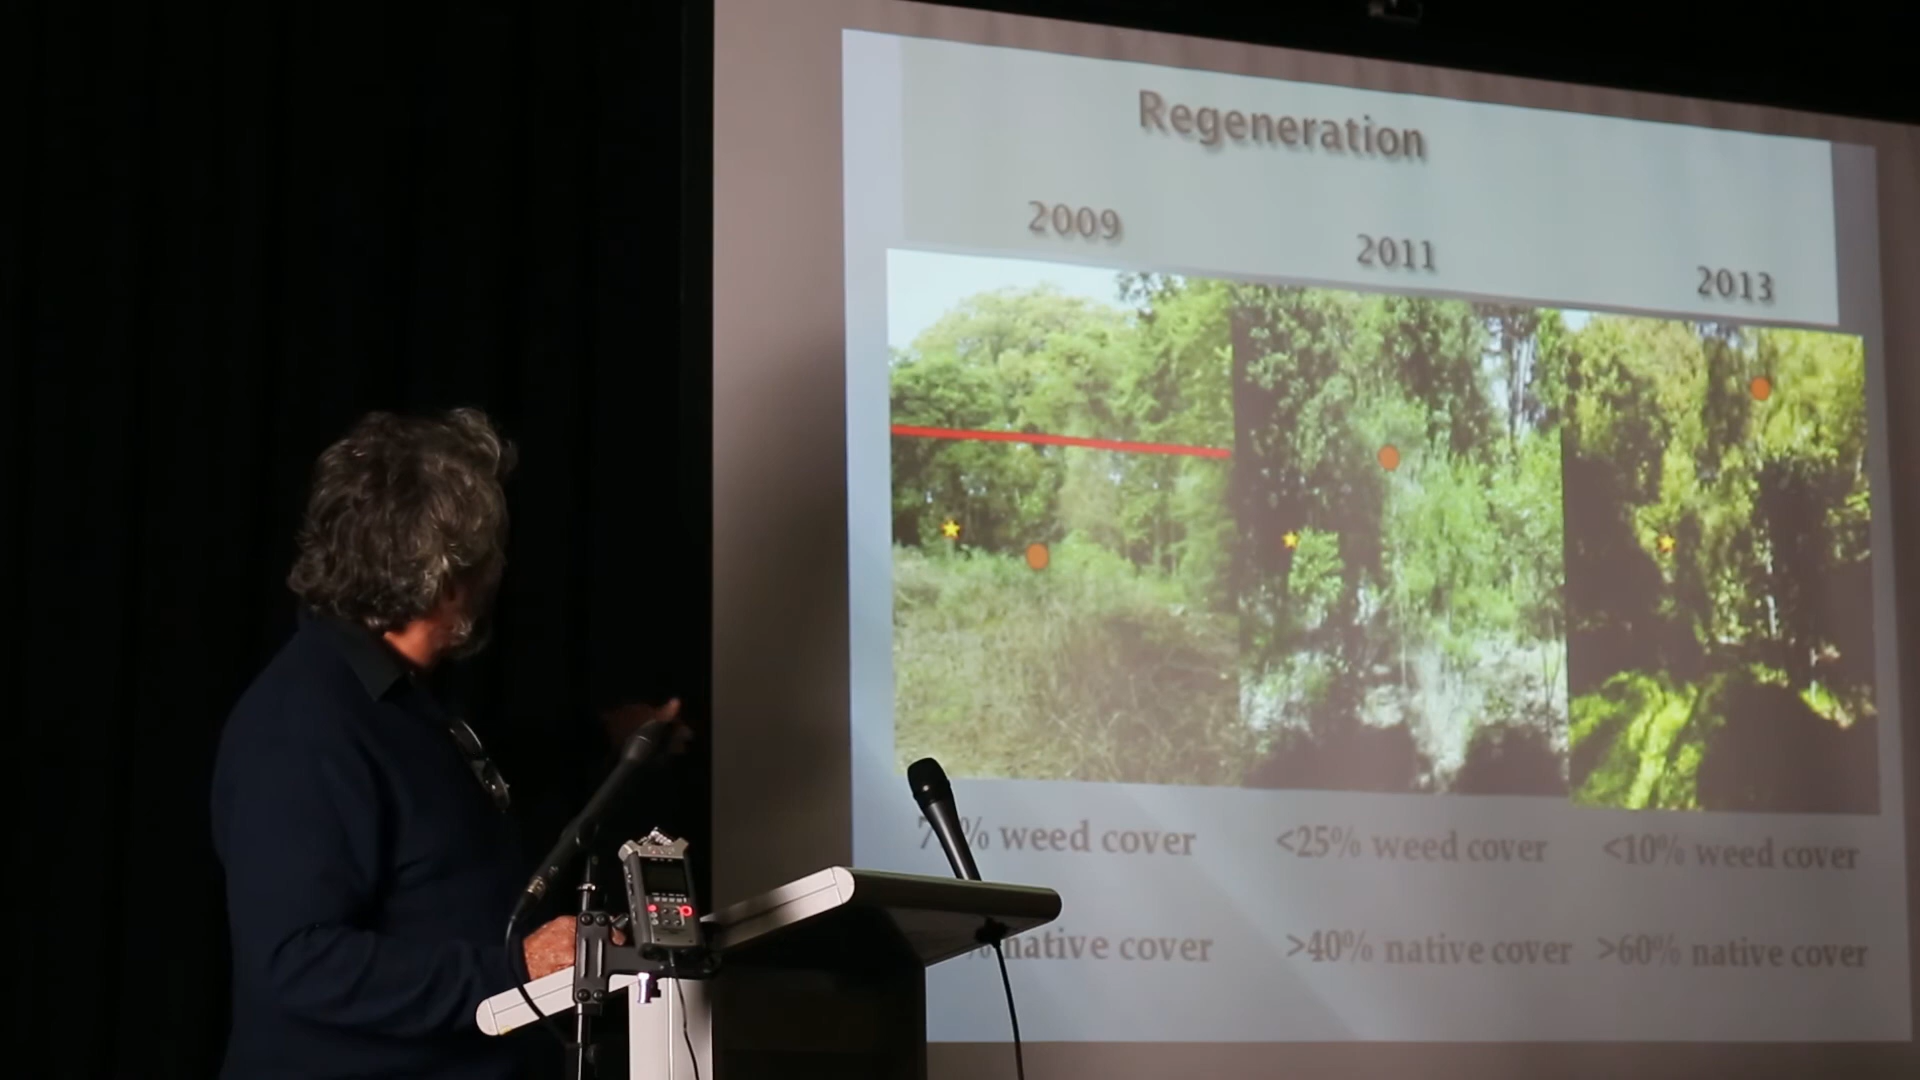 Regeneration
2009
2011
2013
weed cover
<25% weed cover
<10% weed cover
native cover
>40% native cover
>60% native cover